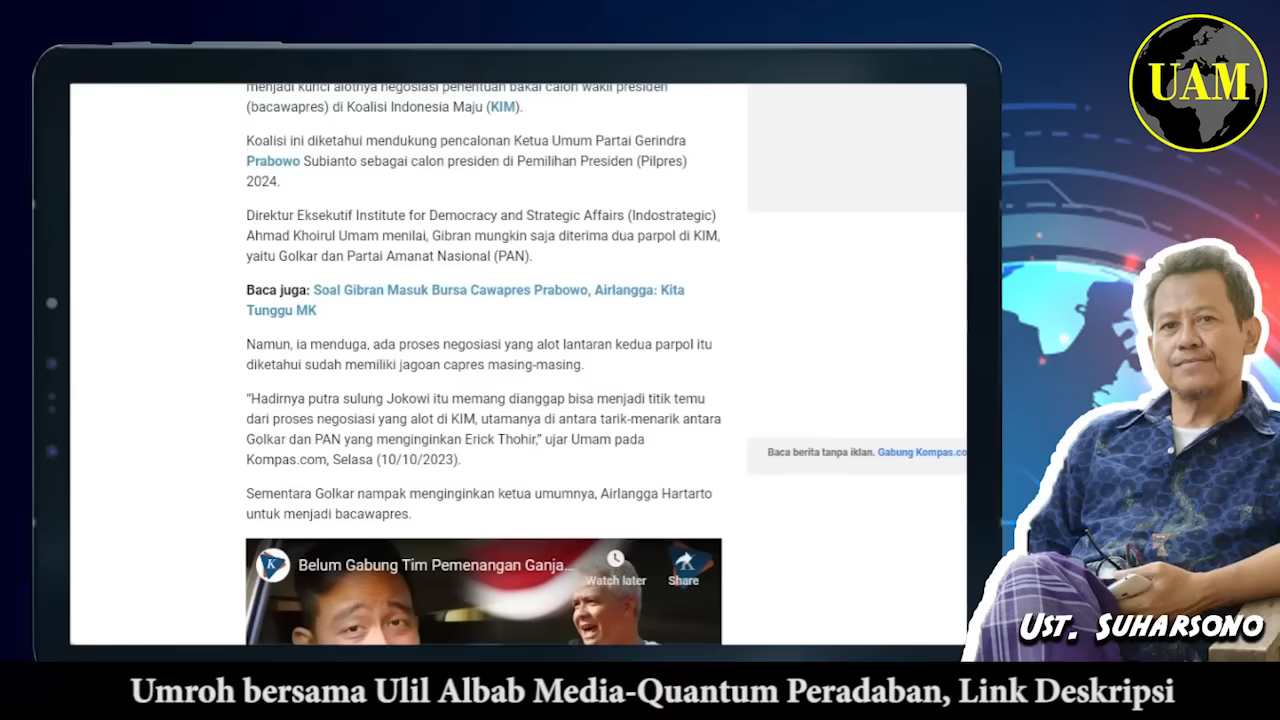 UAM
menjadi kunci alotnya negosiasi penentuan bakal calon wakil presiden
(bacawapres) di Koalisi Indonesia Maju (KIM).
Koalisi ini diketahui mendukung pencalonan Ketua Umum Partai Gerindra
Prabowo Subianto sebagai calon presiden di Pemilihan Presiden (Pilpres)
2024.
Direktur Eksekutif Institute for Democracy and Strategic Affairs (Indostrategic)
Ahmad Khoirul Umam menilai, Gibran mungkin saja diterima dua parpol di KIM,
yaitu Golkar dan Partai Amanat Nasional (PAN).
Baca juga: Soal Gibran Masuk Bursa Cawapres Prabowo, Airlangga: Kita
Tunggu MK
Namun, ia menduga, ada proses negosiasi yang alot lantaran kedua parpol itu
diketahui sudah memiliki jagoan capres masing-masing.
“Hadirnya putra sulung Jokowi itu memang dianggap bisa menjadi titik temu
dari proses negosiasi yang alot di KIM, utamanya di antara tarik-menarik antara
Golkar dan PAN yang menginginkan Erick Thohir,” ujar Umam pada
Kompas.com, Selasa (10/10/2023).
Sementara Golkar nampak menginginkan ketua umumnya, Airlangga Hartarto
untuk menjadi bacawapres.
K
Belum Gabung Tim Pemenangan Ganja...
Watch later
Share
Baca berita tanpa iklan. Gabung Kompas.co
Ust. Suharsono
Umroh bersama Ulil Albab Media-Quantum Peradaban, Link Deskripsi